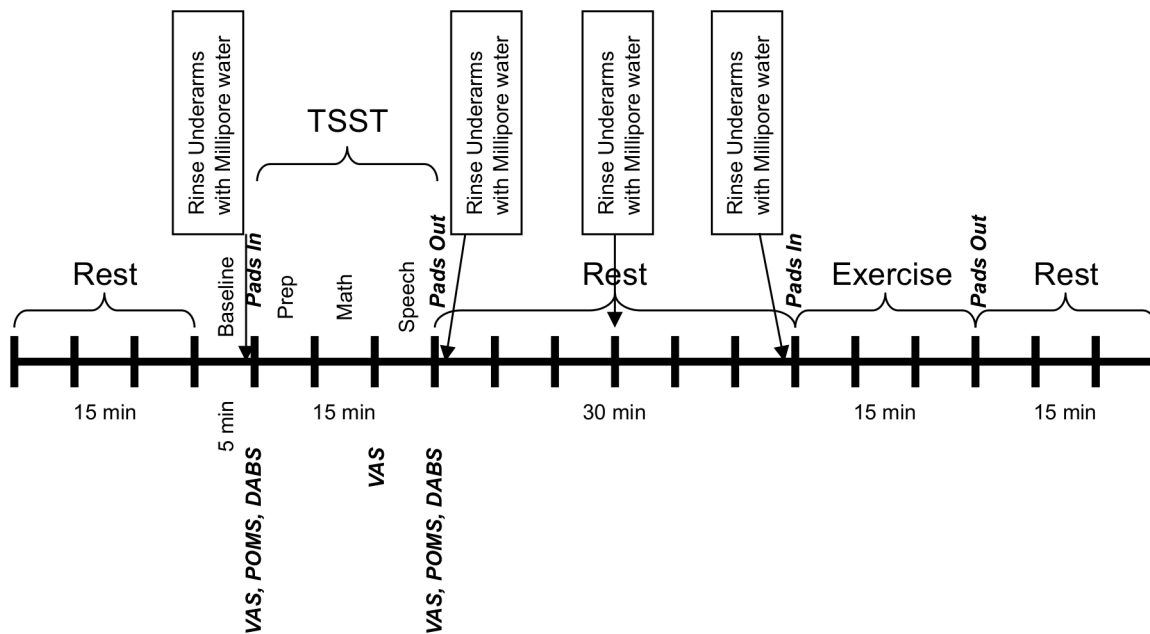 Rinse Underarms
with Millipore water
Rinse Underarms
with Millipore water
Rinse Underarms
with Millipore water
Rinse Underarms
with Millipore water
TSST
Rest
Baseline
Pads In
Prep
Math
Speech
Pads Out
Rest
Pads In
Exercise
Pads Out
Rest
15 min
5 min
15 min
30 min
15 min
15 min
VAS, POMS, DABS
VAS
VAS, POMS, DABS